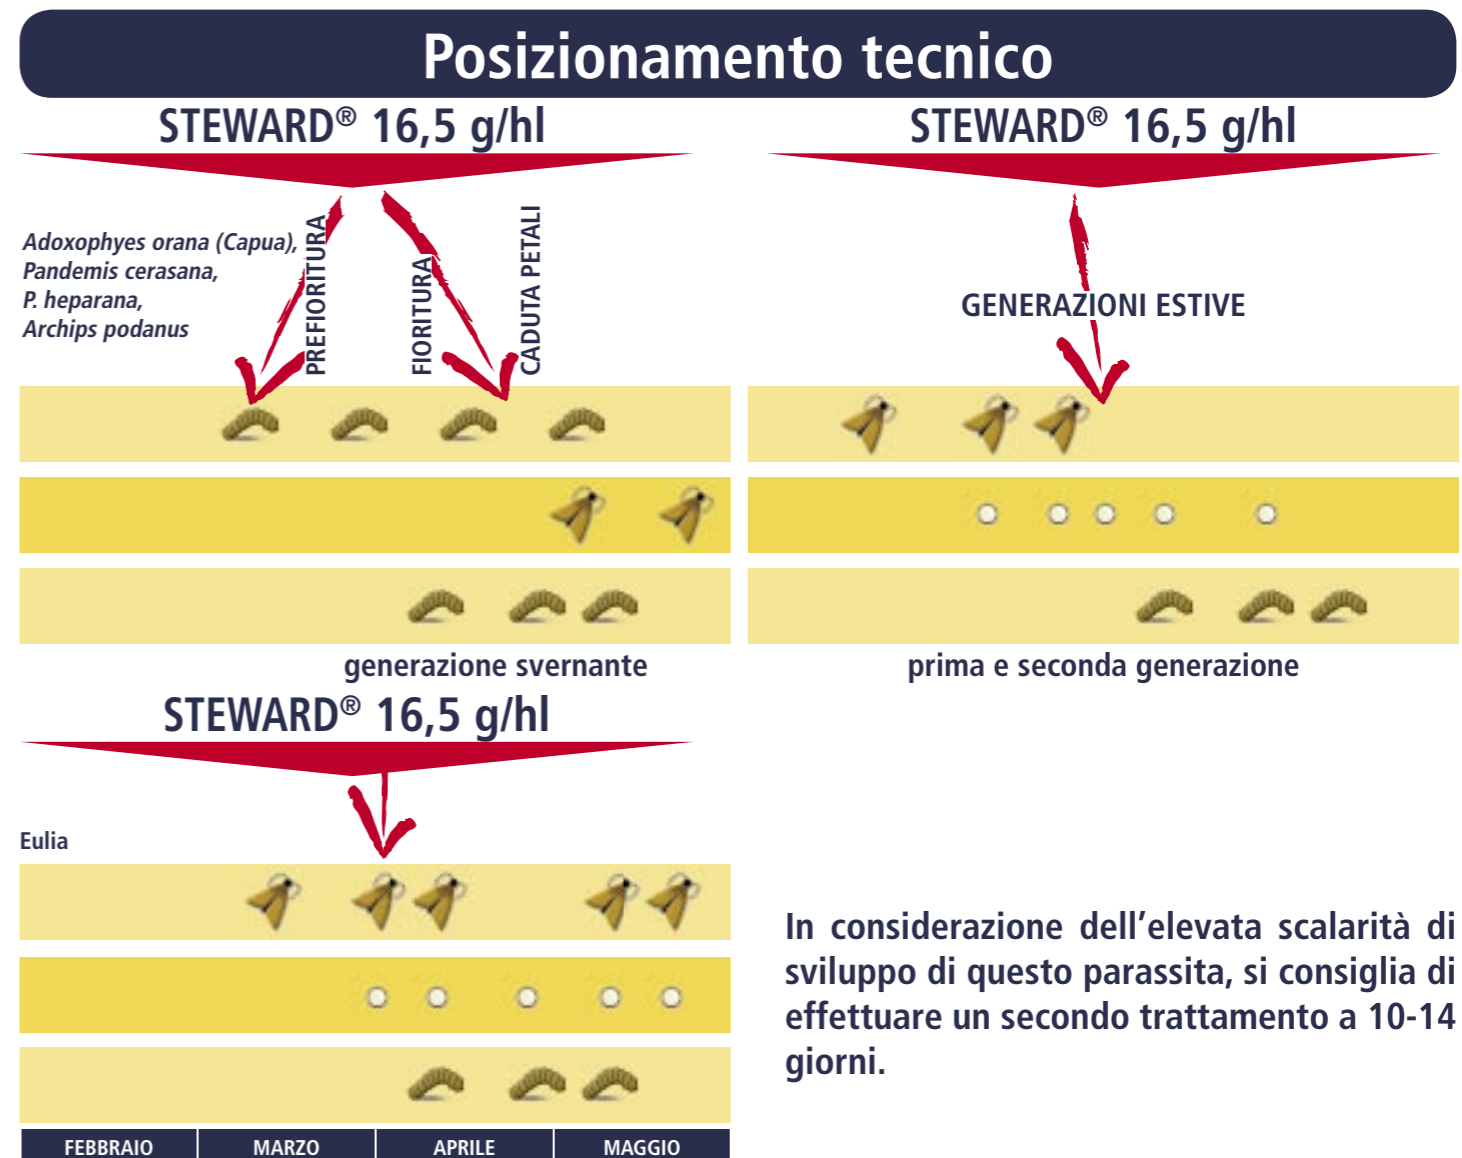 Posizionamento tecnico
STEWARD® 16,5 g/hl
Adoxophyes orana (Capua),
Pandemis cerasana,
P. heparana,
Archips podanus
PREFIORITURA
FIORITURA
CADUTA PETALI
generazione svernante
STEWARD® 16,5 g/hl
GENERAZIONI ESTIVE
prima e seconda generazione
STEWARD® 16,5 g/hl
Eulia
FEBBRAIO
MARZO
APRILE
MAGGIO
In considerazione dell’elevata scalarità di
sviluppo di questo parassita, si consiglia di
effettuare un secondo trattamento a 10-14
giorni.